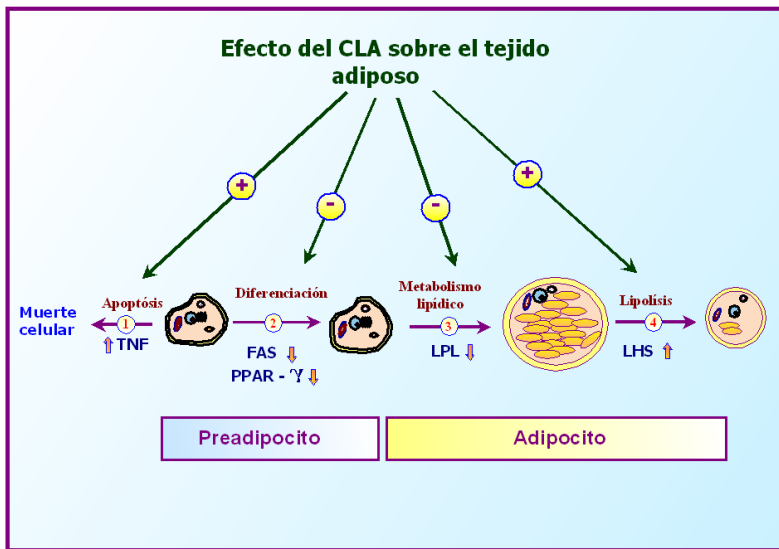 Efecto del CLA sobre el tejido
adiposo
+
-
-
+
Apoptósis
Diferenciación
Metabolismo
lipídico
Lipolísis
Muerte
celular
1
2
3
4
↑ TNF
FAS ↓
PPAR - γ ↓
LPL ↓
LHS ↑
Preadipocito
Adipocito